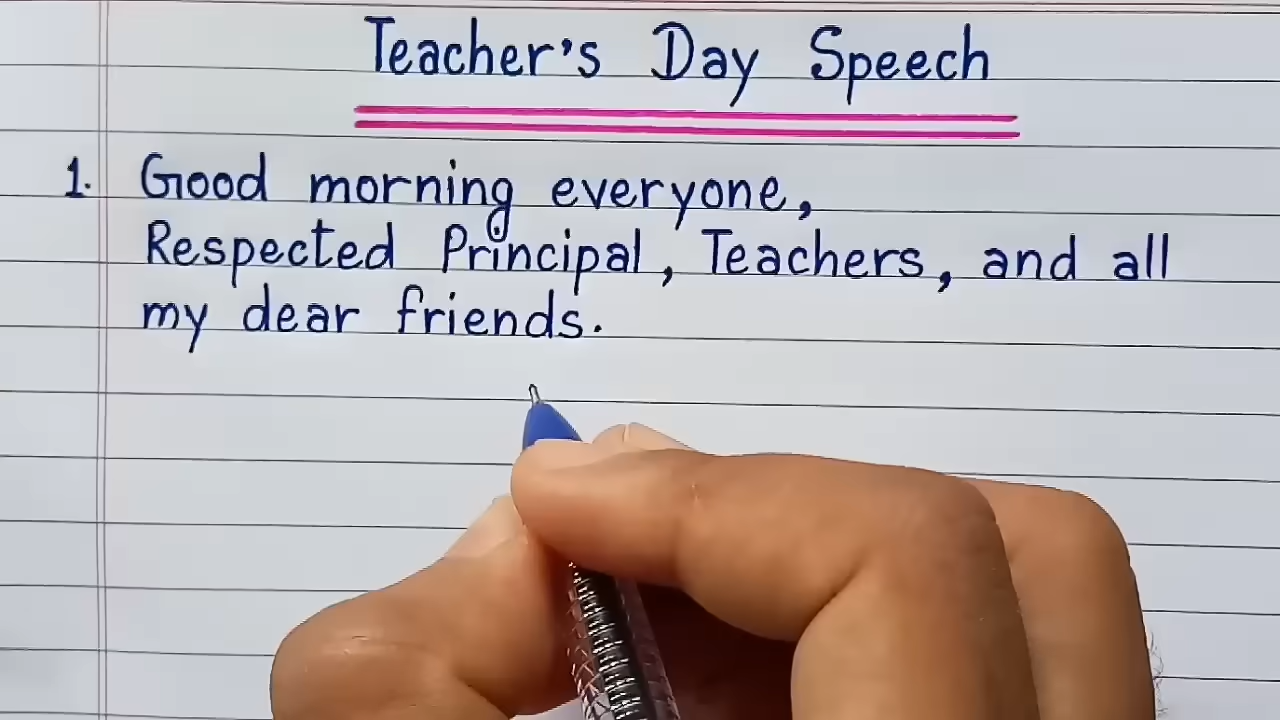 Teacher's Day Speech
1. Good morning everyone,
Respected Principal, Teachers, and all
my dear friends.